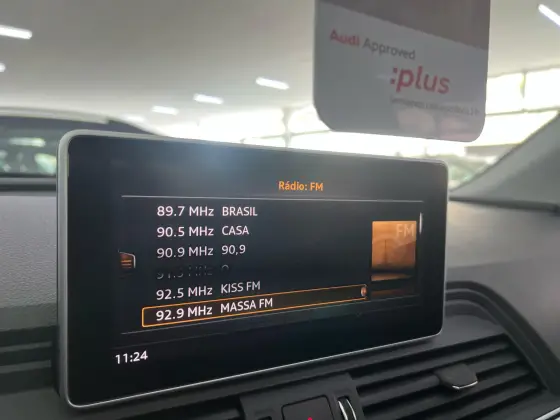 Audi Approved
:plus
Rádio: FM
89.7 MHz BRASIL
90.5 MHz CASA
90.9 MHz 90,9
FM
92.5 MHz KISS FM
92.9 MHz MASSA FM
11:24